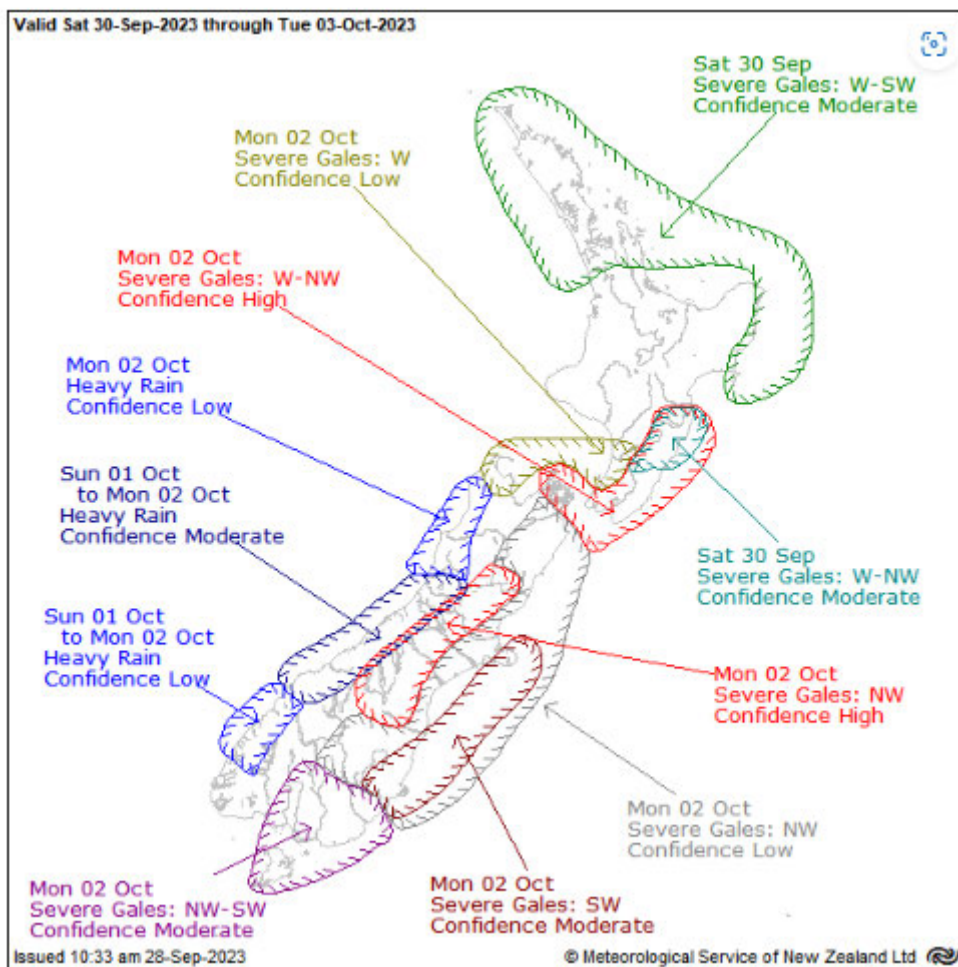 Valid Sat 30-Sep-2023 through Tue 03-Oct-2023
Sat 30 Sep
Severe Gales: W-SW
Confidence Moderate
Mon 02 Oct
Severe Gales: W
Confidence Low
Mon 02 Oct
Severe Gales: W-NW
Confidence High
Mon 02 Oct
Heavy Rain
Confidence Low
Sun 01 Oct
to Mon 02 Oct
Heavy Rain
Confidence Moderate
Sat 30 Sep
Severe Gales: W-NW
Confidence Moderate
Sun 01 Oct
to Mon 02 Oct
Heavy Rain
Confidence Low
Mon 02 Oct
Severe Gales: NW
Confidence High
Mon 02 Oct
Severe Gales: NW
Confidence Low
Mon 02 Oct
Severe Gales: NW-SW
Confidence Moderate
Mon 02 Oct
Severe Gales: SW
Confidence Moderate
Issued 10:33 am 28-Sep-2023
© Meteorological Service of New Zealand Ltd